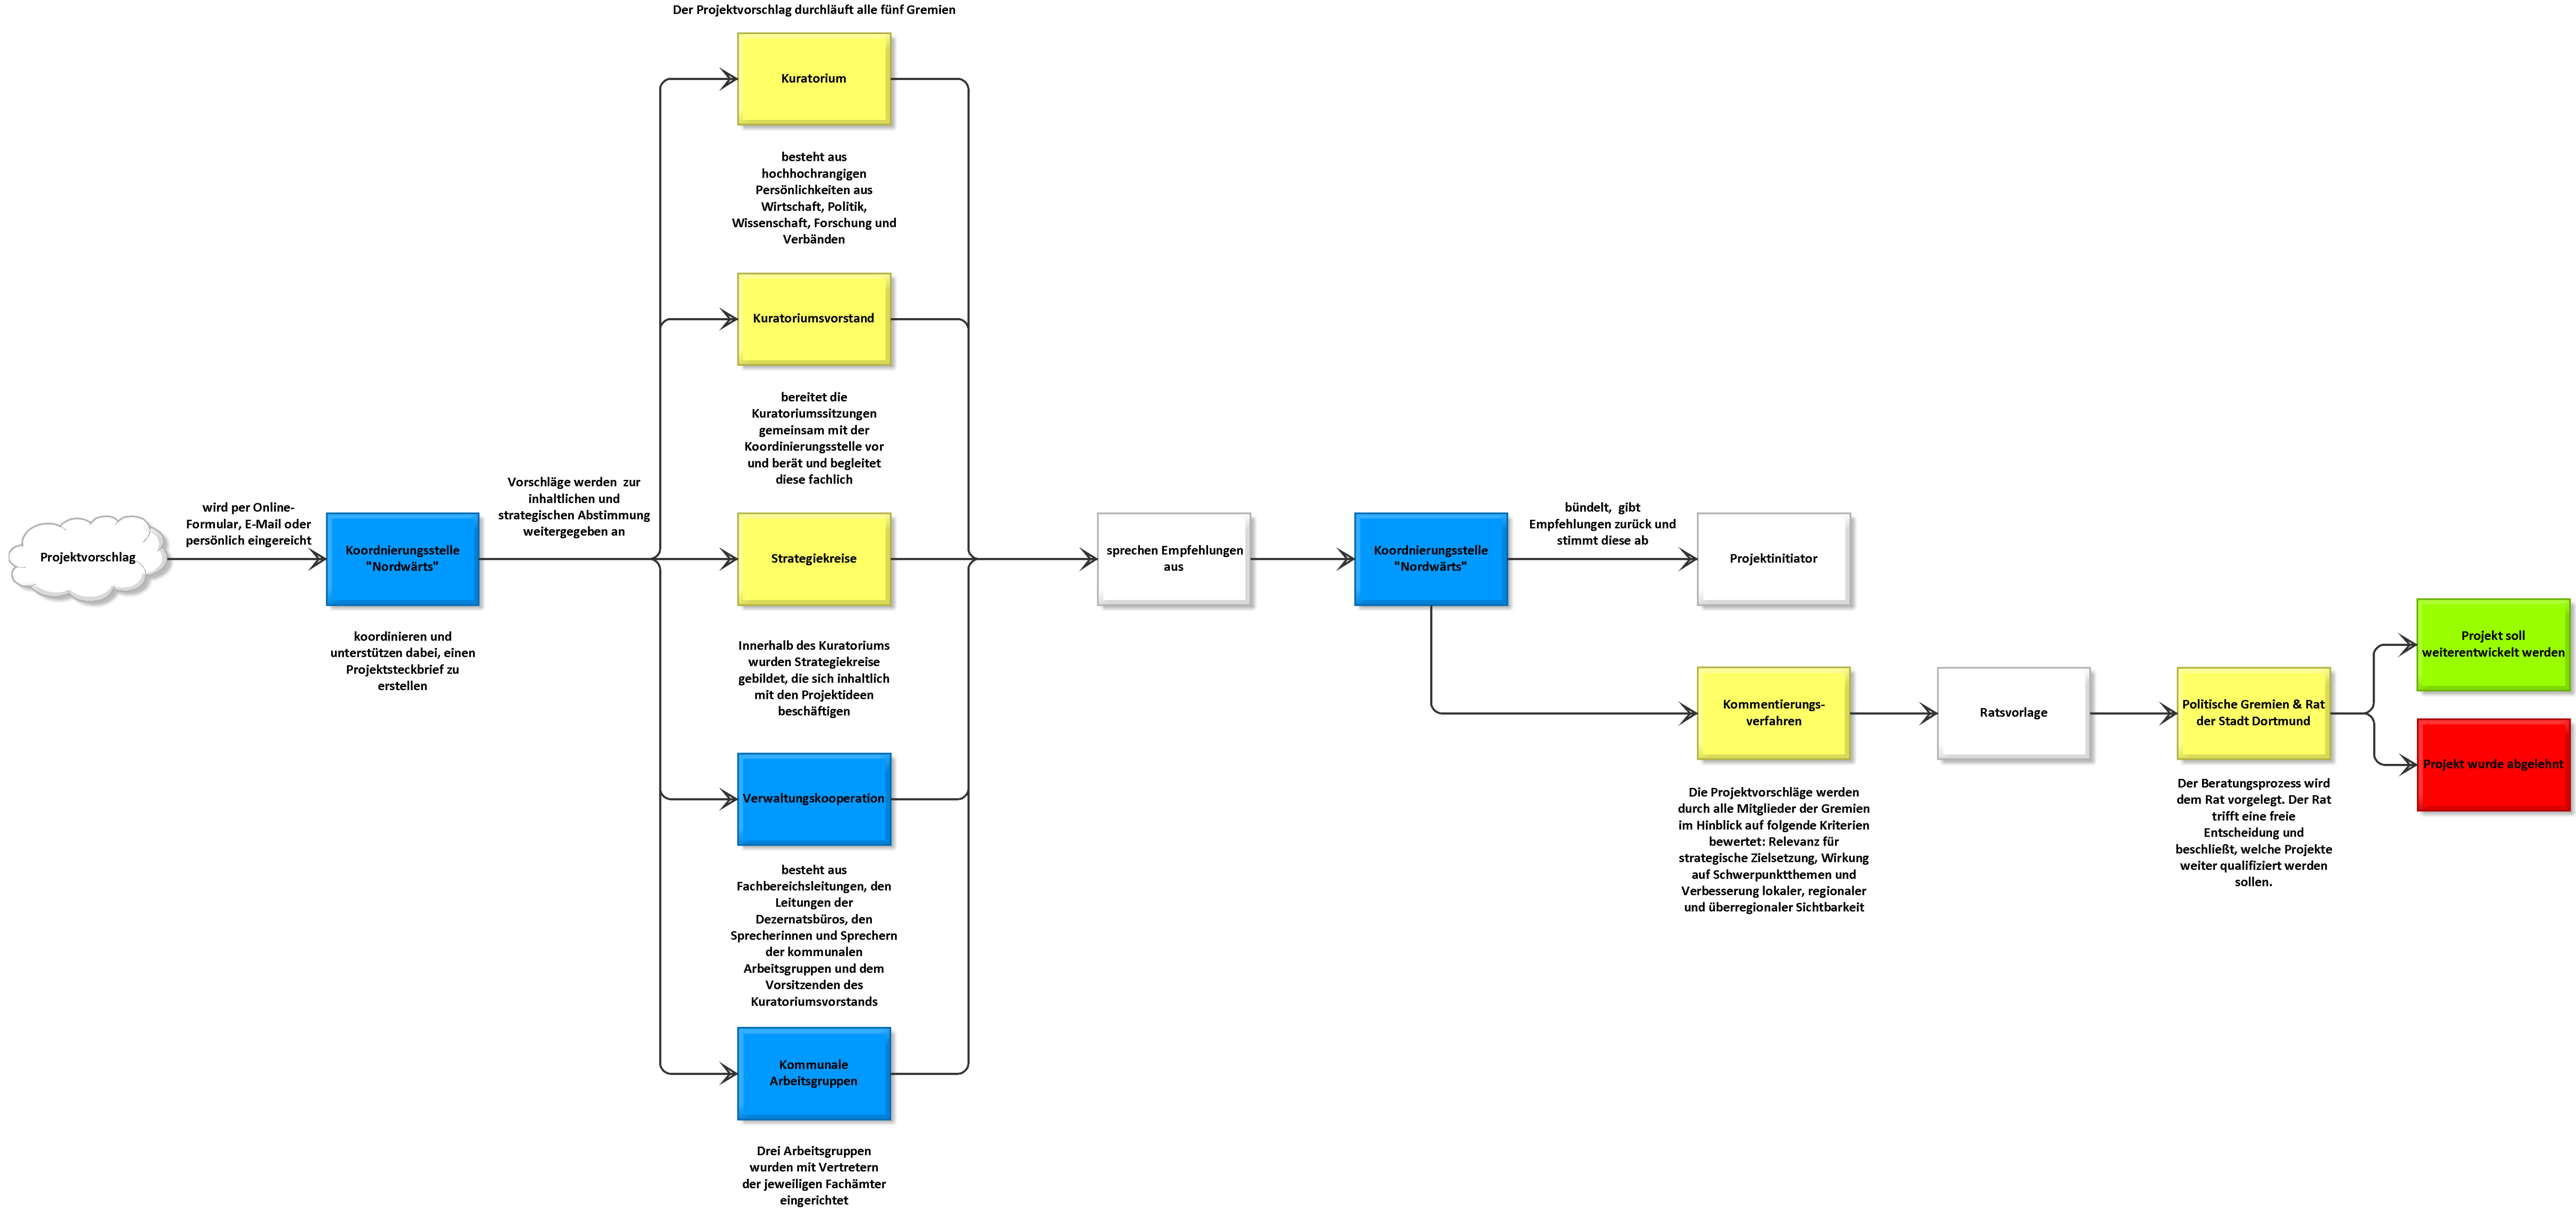 Der Projektvorschlag durchläuft alle fünf Gremien
Kuratorium
besteht aus
hochhochrangigen
Persönlichkeiten aus
Wirtschaft, Politik,
Wissenschaft, Forschung und
Verbänden
Kuratoriumsvorstand
bereitet die
Kuratoriumssitzungen
gemeinsam mit der
Koordinierungsstelle vor
und berät und begleitet
diese fachlich
Projektvorschlag
wird per Online-
Formular, E-Mail oder
persönlich eingereicht
Koordnierungsstelle
"Nordwärts"
koordinieren und
unterstützen dabei, einen
Projektsteckbrief zu
erstellen
Vorschläge werden  zur
inhaltlichen und
strategischen Abstimmung
weitergegeben an
Strategiekreise
Innerhalb des Kuratoriums
wurden Strategiekreise
gebildet, die sich inhaltlich
mit den Projektideen
beschäftigen
Verwaltungskooperation
besteht aus
Fachbereichsleitungen, den
Leitungen der
Dezernatsbüros, den
Sprecherinnen und Sprechern
der kommunalen
Arbeitsgruppen und dem
Vorsitzenden des
Kuratoriumsvorstands
Kommunale
Arbeitsgruppen
Drei Arbeitsgruppen
wurden mit Vertretern
der jeweiligen Fachämter
eingerichtet
sprechen Empfehlungen
aus
Koordnierungsstelle
"Nordwärts"
bündelt,  gibt
Empfehlungen zurück und
stimmt diese ab
Projektinitiator
Kommentierungs-
verfahren
Die Projektvorschläge werden
durch alle Mitglieder der Gremien
im Hinblick auf folgende Kriterien
bewertet: Relevanz für
strategische Zielsetzung, Wirkung
auf Schwerpunktthemen und
Verbesserung lokaler, regionaler
und überregionaler Sichtbarkeit
Ratsvorlage
Politische Gremien & Rat
der Stadt Dortmund
Der Beratungsprozess wird
dem Rat vorgelegt. Der Rat
trifft eine freie
Entscheidung und
beschließt, welche Projekte
weiter qualifiziert werden
sollen.
Projekt soll
weiterentwickelt werden
Projekt wurde abgelehnt